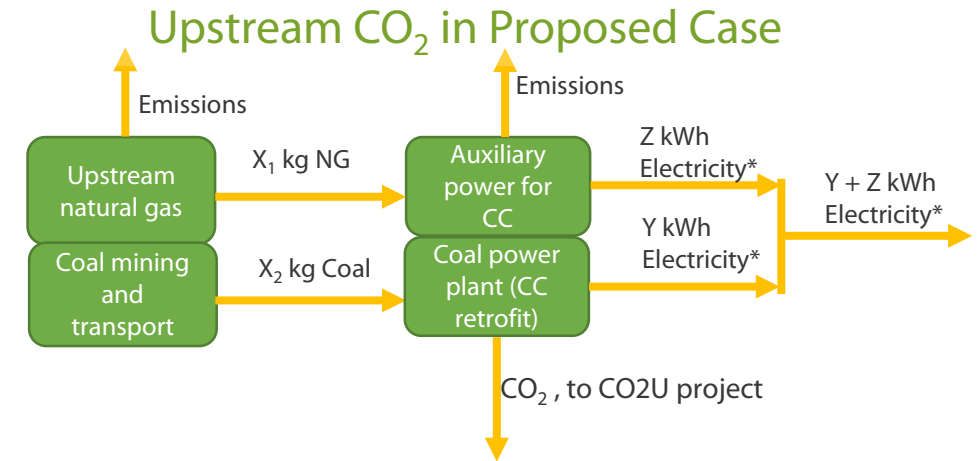 Upstream CO₂ in Proposed Case
Emissions
Emissions
Upstream
natural gas
X₁ kg NG
Auxiliary
power for
CC
Z kWh
Electricity*
Y + Z kWh
Electricity*
Coal mining
and
transport
X₂ kg Coal
Coal power
plant (CC
retrofit)
Y kWh
Electricity*
CO₂ , to CO2U project